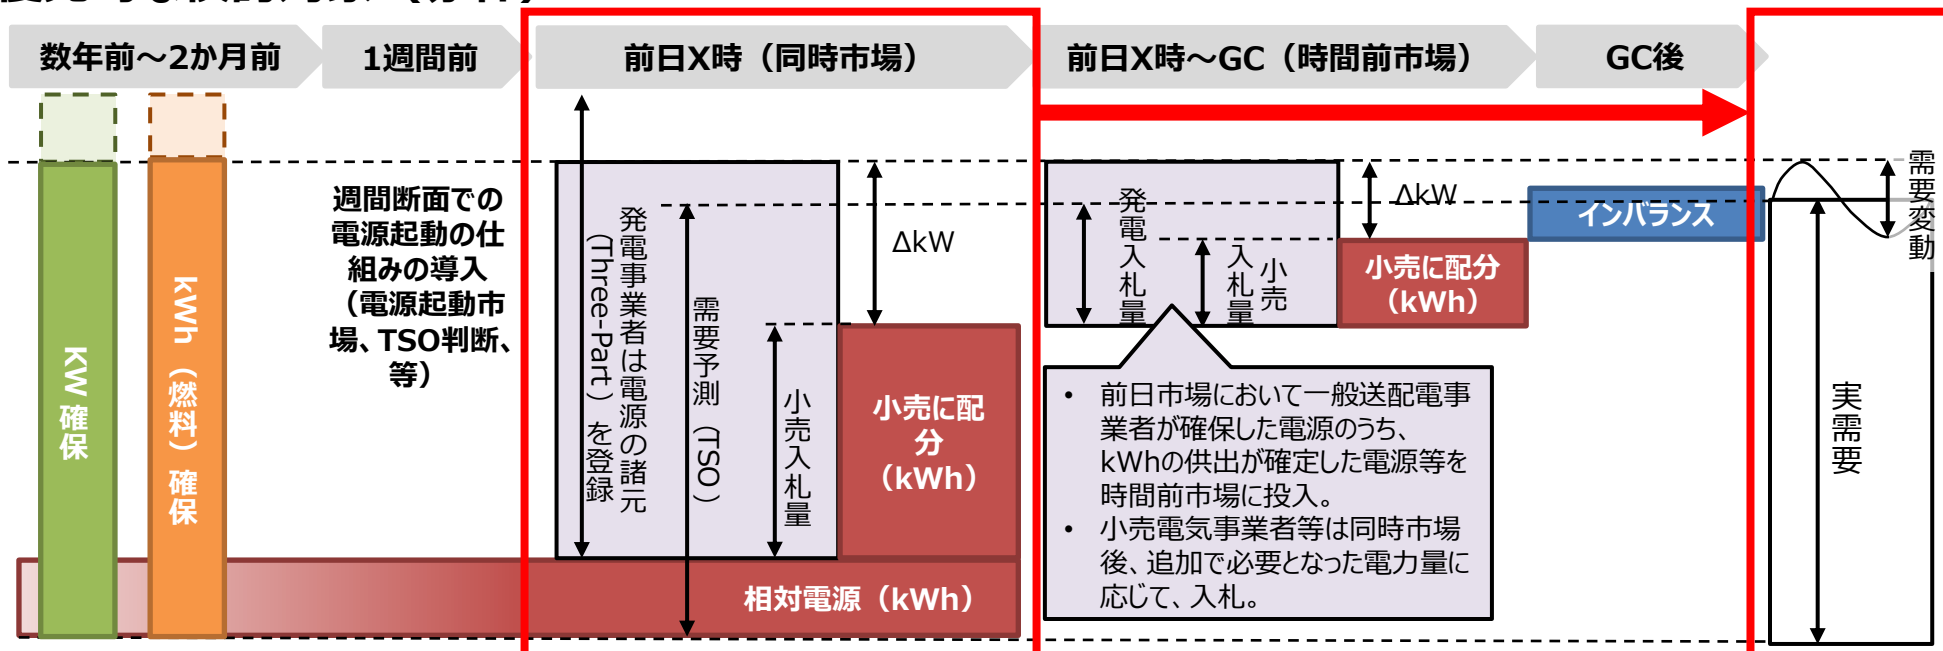 数年前～2か月前
1週間前
前日X時（同時市場）
前日X時～GC（時間前市場）
GC後
KW 確保
kWh（燃料）確保
週間断面での
電源起動の仕
組みの導入
（電源起動市
場、TSO判断、
等）
発電事業者は電源の諸元
（Three-Part）を登録
需要予測（TSO）
小売入札量
ΔkW
小売に配
分
（kWh）
相対電源（kWh）
発電入札量
小売
入札量
ΔkW
小売に配分
（kWh）
インバランス
需要変動
実需要
• 前日市場において一般送配電事
業者が確保した電源のうち、
kWhの供出が確定した電源等を
時間前市場に投入。
• 小売電気事業者等は同時市場
後、追加で必要となった電力量に
応じて、入札。